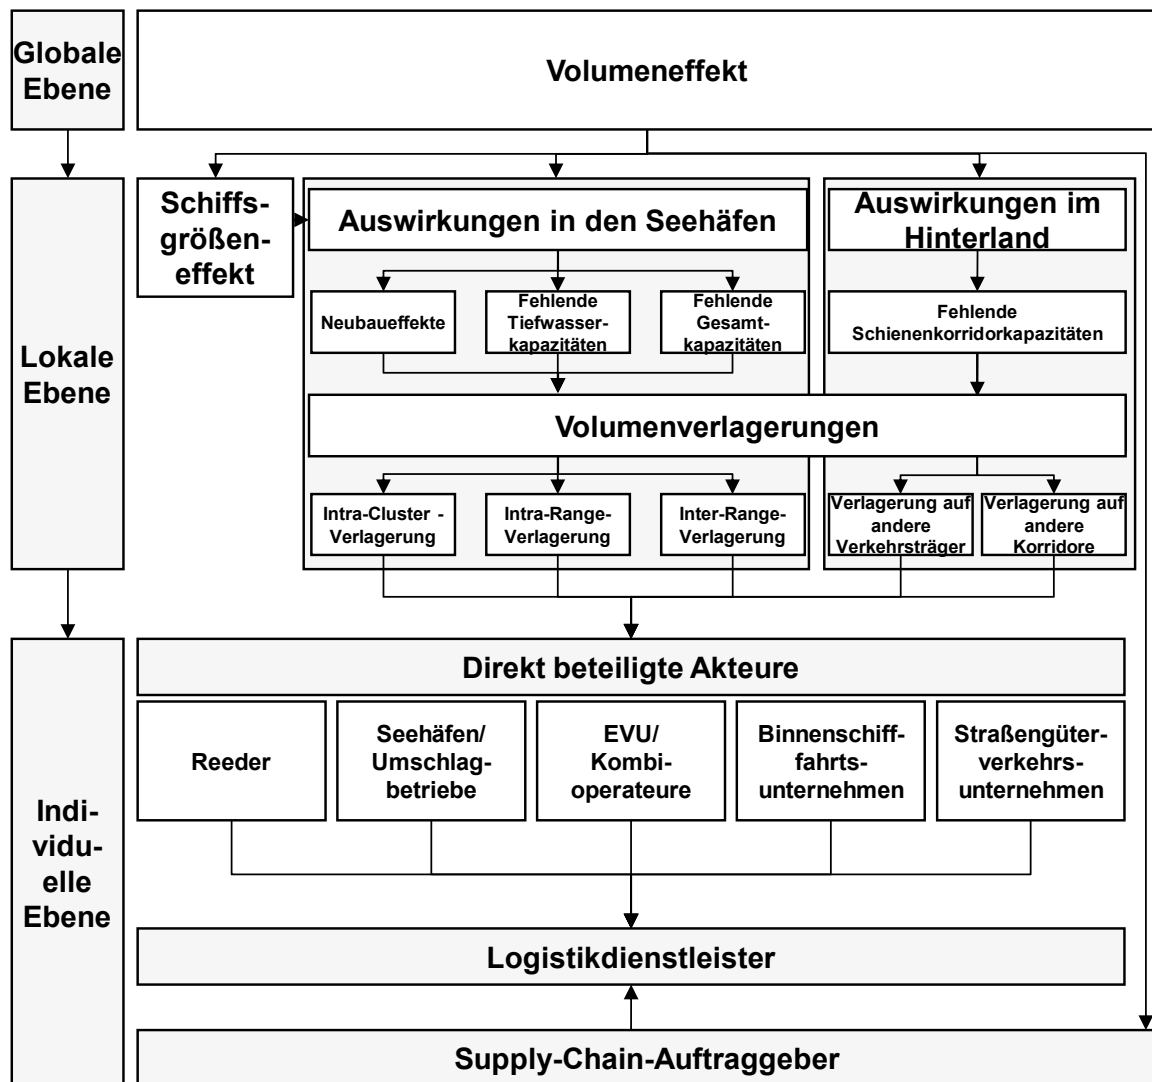 Globale
Ebene
Volumeneffekt
Lokale
Ebene
Schiffs-
größen-
effekt
Auswirkungen in den Seehäfen
Auswirkungen im
Hinterland
Neubaueffekte
Fehlende
Tiefwasser-
kapazitäten
Fehlende
Gesamt-
kapazitäten
Fehlende
Schienenkorridorkapazitäten
Volumenverlagerungen
Intra-Cluster -
Verlagerung
Intra-Range-
Verlagerung
Inter-Range-
Verlagerung
Verlagerung auf
andere
Verkehrsträger
Verlagerung auf
andere
Korridore
Indi-
vidu-
elle
Ebene
Direkt beteiligte Akteure
Reeder
Seehäfen/
Umschlag-
betriebe
EVU/
Kombi-
operateure
Binnenschiff-
fahrts-
unternehmen
Straßengüter-
verkehrs-
unternehmen
Logistikdienstleister
Supply-Chain-Auftraggeber